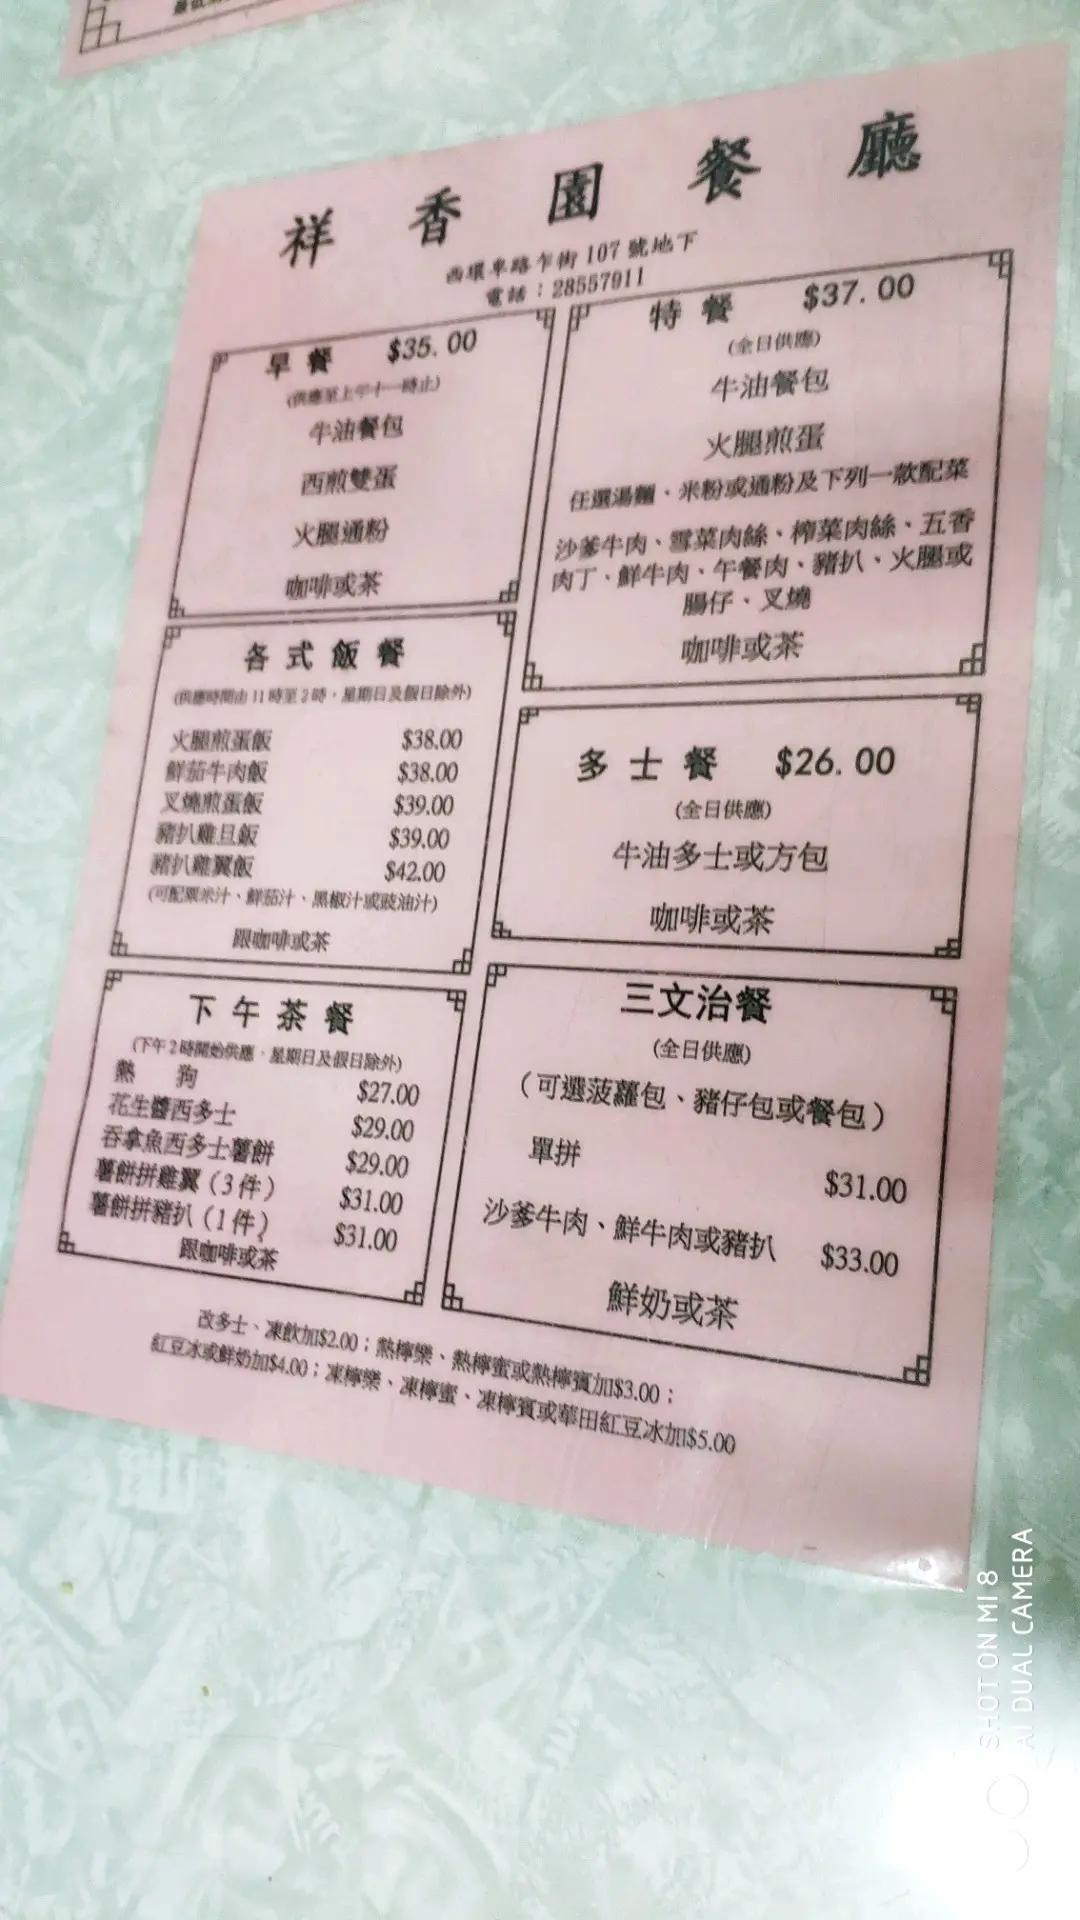 祥香園餐廳
西環卑路乍街107號地下
電話：28557911
早餐 $35.00
(供應至上午十一時止)
牛油餐包
西煎雙蛋
火腿通粉
咖啡或茶
特餐 $37.00
(全日供應)
牛油餐包
火腿煎蛋
任選湯麵、米粉或通粉及下列一款配菜
沙爹牛肉、雪菜肉絲、榨菜肉絲、五香
肉丁、鮮牛肉、午餐肉、豬扒、火腿或
腸仔、叉燒
咖啡或茶
各式飯餐
(供應時間由11時至2時，星期日及假日除外)
火腿煎蛋飯 $38.00
鮮茄牛肉飯 $38.00
叉燒煎蛋飯 $39.00
豬扒雞旦飯 $39.00
豬扒雞翼飯 $42.00
(可配粟米汁、鮮茄汁、黑椒汁或豉油汁)
跟咖啡或茶
多士餐 $26.00
(全日供應)
牛油多士或方包
咖啡或茶
下午茶餐
(下午2時開始供應，星期日及假日除外)
熱狗 $27.00
花生醬西多士 $29.00
吞拿魚西多士薯餅 $29.00
薯餅拼雞翼（3件） $31.00
薯餅拼豬扒（1件） $31.00
跟咖啡或茶
三文治餐
(全日供應)
（可選菠蘿包、豬仔包或餐包）
單拼 $31.00
沙爹牛肉、鮮牛肉或豬扒 $33.00
鮮奶或茶
改多士、凍飲加$2.00；熱檸樂、熱檸蜜或熱檸賓加$3.00；
紅豆冰或鮮奶加$4.00；凍檸樂、凍檸蜜、凍檸賓或華田紅豆冰加$5.00
SHOT ON MI 8
AI DUAL CAMERA